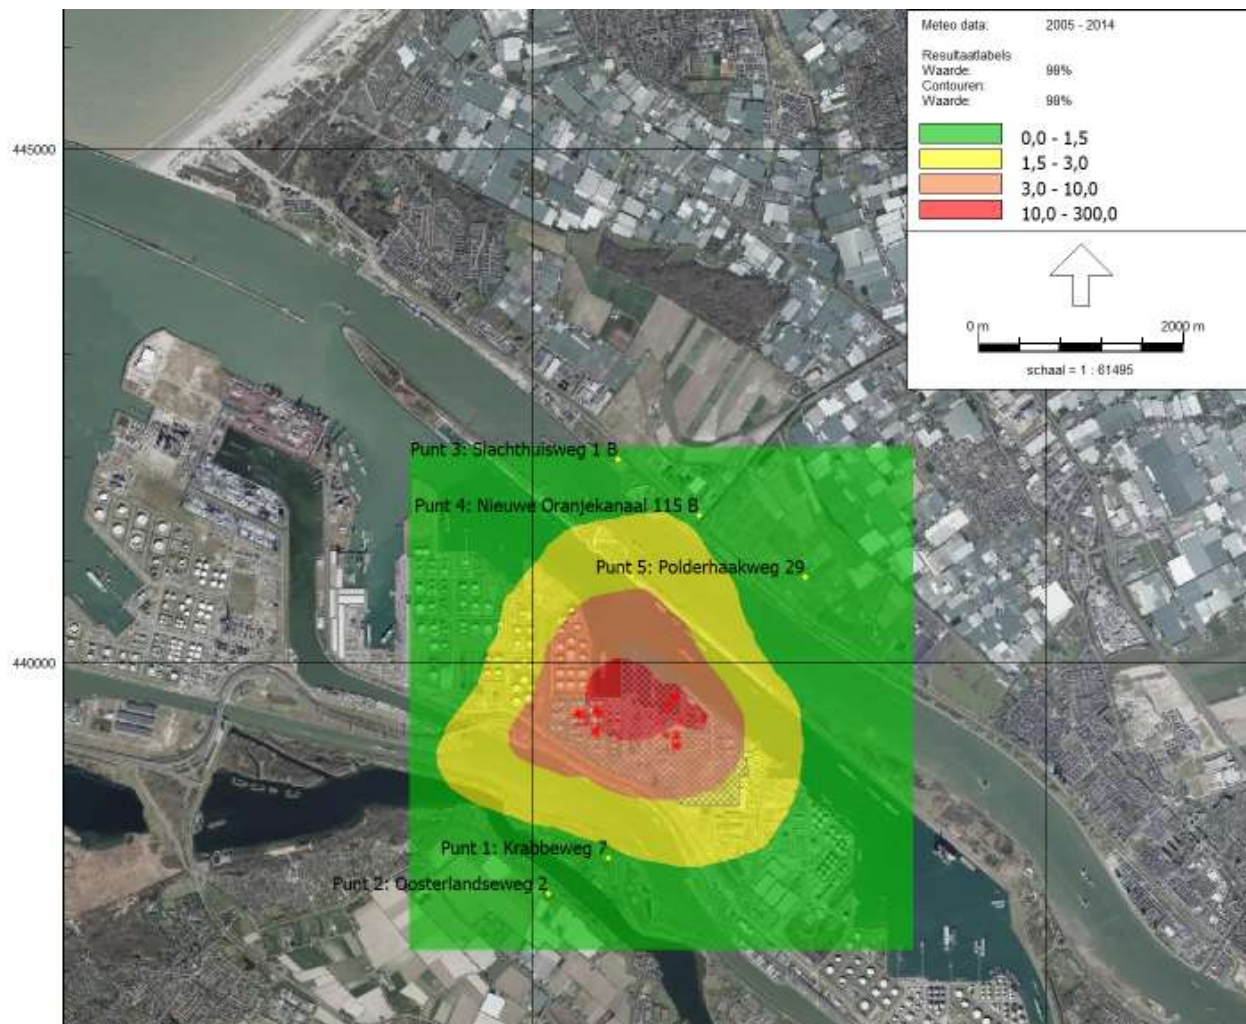 Meteo data: 2005 - 2014
Resultaatlabels
Waarde: 98%
Contouren:
Waarde: 98%
0,0 - 1,5
1,5 - 3,0
3,0 - 10,0
10,0 - 300,0
0 m 2000 m
schaal = 1 : 61495
445000
Punt 3: Slachthuisweg 1 B
Punt 4: Nieuwe Oranjekanaal 115 B
Punt 5: Polderhaakweg 29
440000
Punt 1: Krabbeweg 7
Punt 2: Oosterlandseweg 2